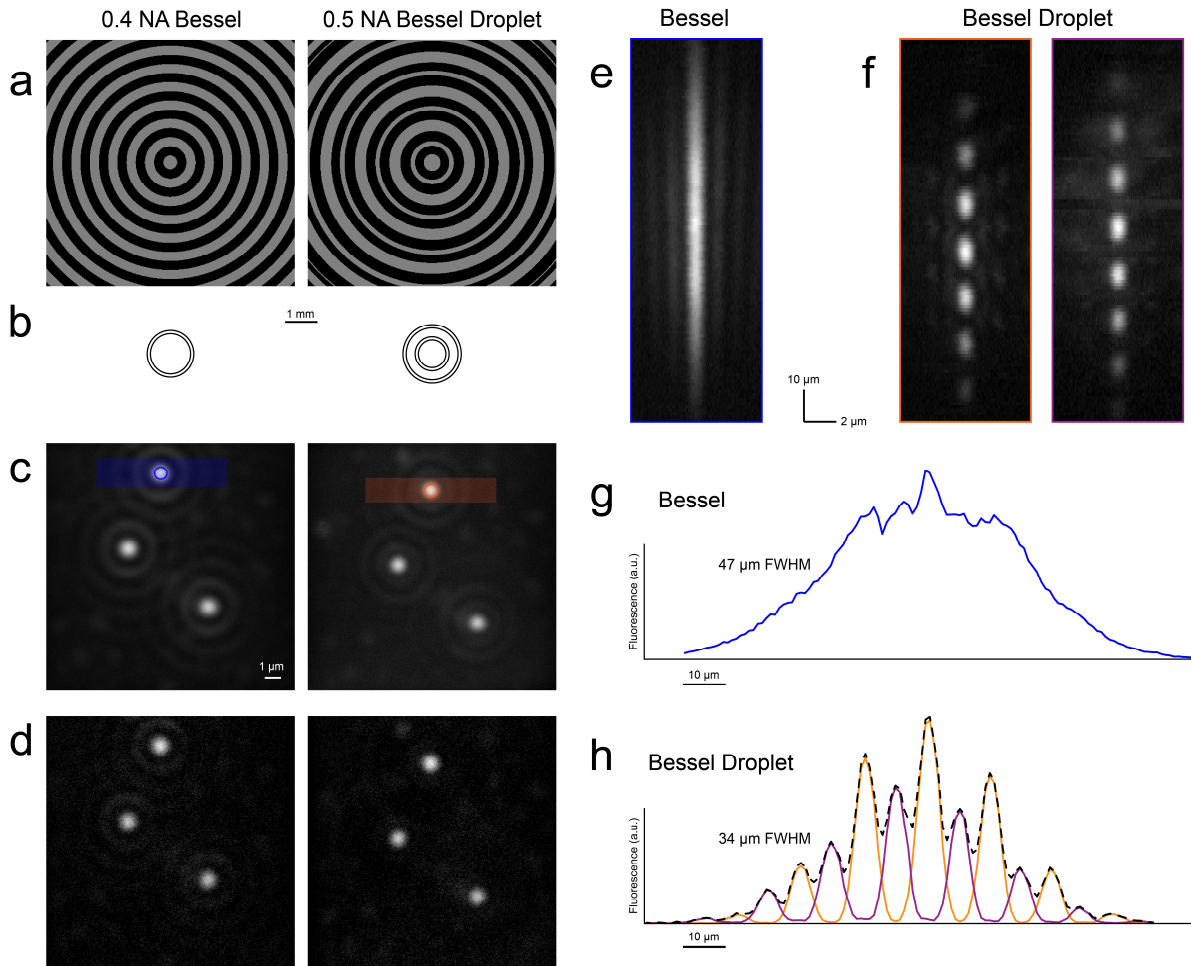 0.4 NA Bessel
0.5 NA Bessel Droplet
a
b
1 mm
c
1 µm
d
Bessel
Bessel Droplet
e
f
10 µm
2 µm
g
Bessel
47 µm FWHM
Fluorescence (a.u.)
10 µm
h
Bessel Droplet
34 µm FWHM
Fluorescence (a.u.)
10 µm